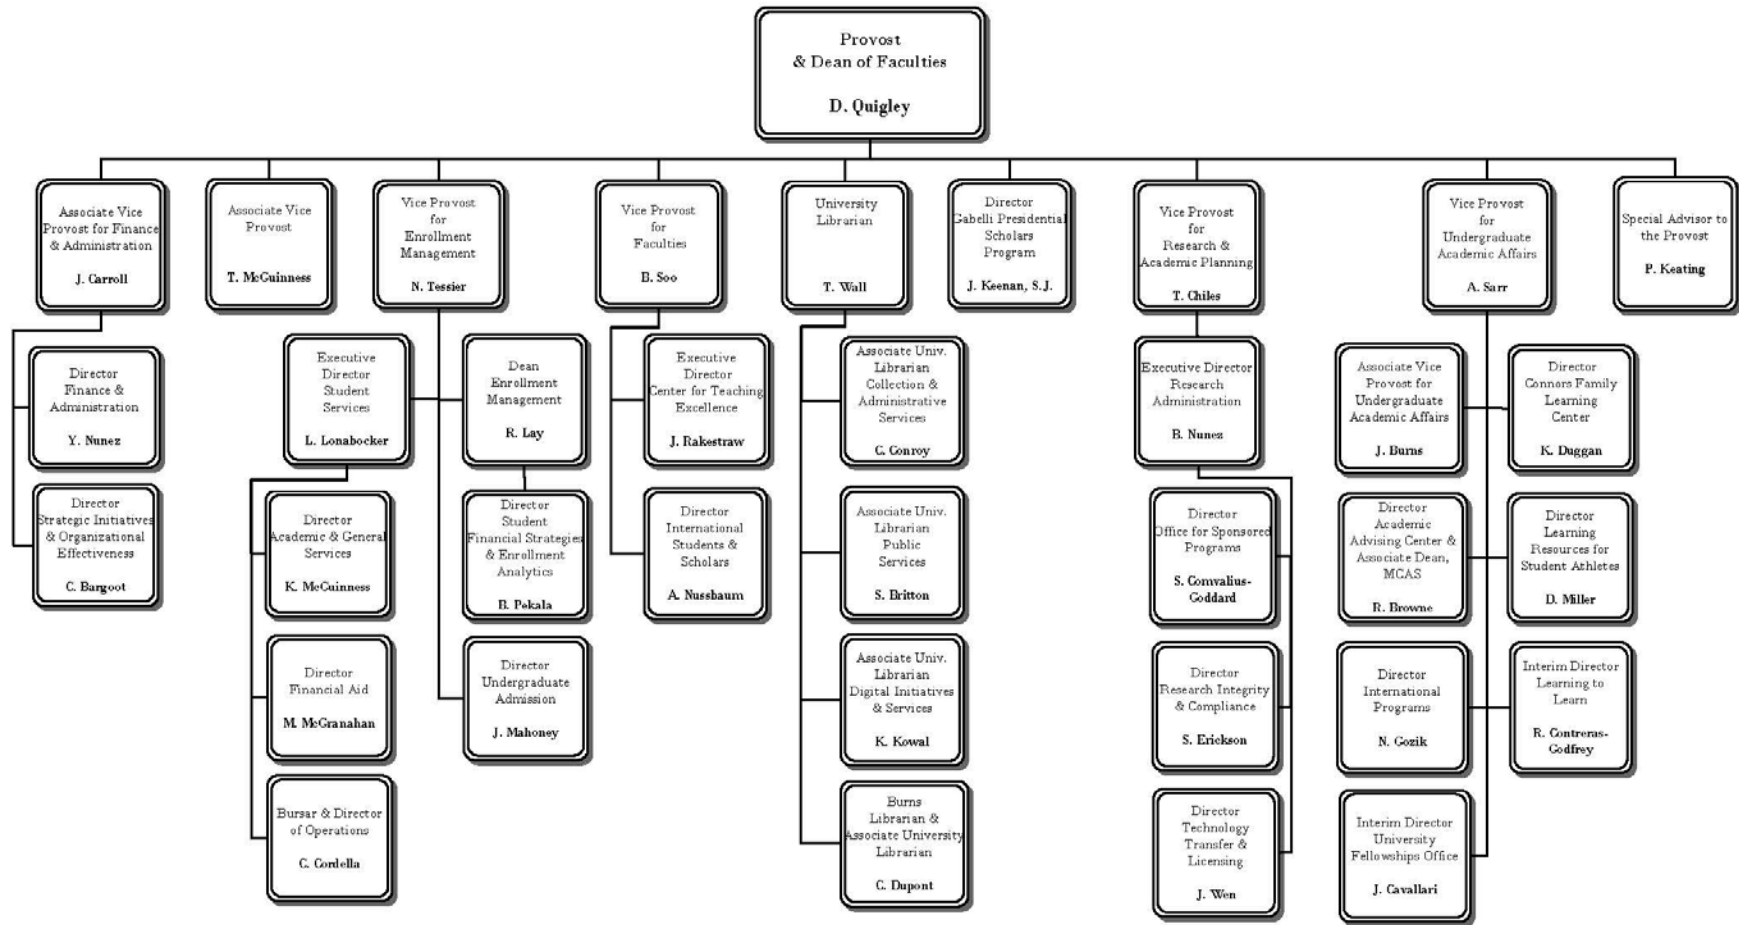 Provost
& Dean of Faculties
D. Quigley
Associate Vice
Provost for Finance
& Administration
J. Carroll
Associate Vice
Provost
T. McGuinness
Vice Provost
for
Enrollment
Management
N. Tessier
Vice Provost
for
Faculties
B. Soo
University
Librarian
T. Wall
Director
Gabelli Presidential
Scholars
Program
J. Keenan, S.J.
Vice Provost
for
Research &
Academic Planning
T. Chiles
Vice Provost
for
Undergraduate
Academic Affairs
A. Sarr
Special Advisor to
the Provost
P. Keating
Director
Finance &
Administration
Y. Nunez
Executive
Director
Student
Services
L. Lonabocker
Dean
Enrollment
Management
R. Lay
Executive
Director
Center for Teaching
Excellence
J. Rakestraw
Associate Univ.
Librarian
Collection &
Administrative
Services
C. Conroy
Executive Director
Research
Administration
B. Nunez
Associate Vice
Provost for
Undergraduate
Academic Affairs
J. Burns
Director
Connors Family
Learning
Center
K. Duggan
Director
Strategic Initiatives
& Organizational
Effectiveness
C. Bargoot
Director
Academic & General
Services
K. McGuinness
Director
Student
Financial Strategies
& Enrollment
Analytics
B. Pekala
Director
International
Students &
Scholars
A. Nussbaum
Associate Univ.
Librarian
Public
Services
S. Britton
Director
Office for Sponsored
Programs
S. Comvalius-
Goddard
Director
Academic
Advising Center &
Associate Dean,
MCAS
R. Browne
Director
Learning
Resources for
Student Athletes
D. Miller
Director
Financial Aid
M. McGranahan
Director
Undergraduate
Admission
J. Mahoney
Associate Univ.
Librarian
Digital Initiatives
& Services
K. Kowal
Director
Research Integrity
& Compliance
S. Erickson
Director
International
Programs
N. Gozik
Interim Director
Learning to
Learn
R. Contreras-
Godfrey
Bursar & Director
of Operations
C. Cordella
Burns
Librarian &
Associate University
Librarian
C. Dupont
Director
Technology
Transfer &
Licensing
J. Wen
Interim Director
University
Fellowships Office
J. Cavallari